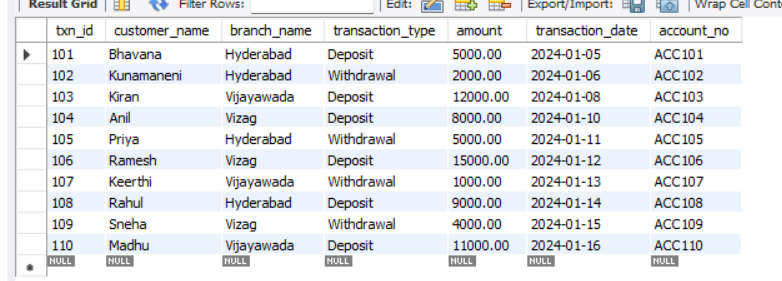 Result Grid Filter Rows: Edit: Export/Import: Wrap Cell Conte
txn_id customer_name branch_name transaction_type amount transaction_date account_no
101 Bhavana Hyderabad Deposit 5000.00 2024-01-05 ACC101
102 Kunamaneni Hyderabad Withdrawal 2000.00 2024-01-06 ACC102
103 Kiran Vijayawada Deposit 12000.00 2024-01-08 ACC103
104 Anil Vizag Deposit 8000.00 2024-01-10 ACC104
105 Priya Hyderabad Withdrawal 5000.00 2024-01-11 ACC105
106 Ramesh Vizag Deposit 15000.00 2024-01-12 ACC106
107 Keerthi Vijayawada Withdrawal 1000.00 2024-01-13 ACC107
108 Rahul Hyderabad Deposit 9000.00 2024-01-14 ACC108
109 Sneha Vizag Withdrawal 4000.00 2024-01-15 ACC109
110 Madhu Vijayawada Deposit 11000.00 2024-01-16 ACC110
NULL NULL NULL NULL NULL NULL NULL